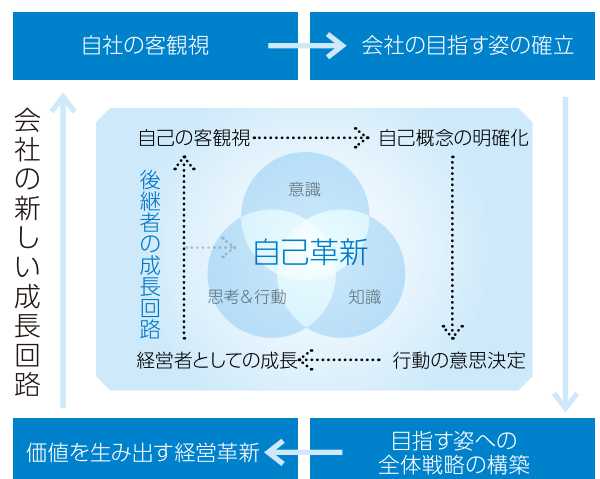 自社の客観視
会社の目指す姿の確立
会社の新しい成長回路
自己の客観視
自己概念の明確化
後継者の成長回路
意識
自己革新
思考&行動
知識
経営者としての成長
行動の意思決定
価値を生み出す経営革新
目指す姿への
全体戦略の構築